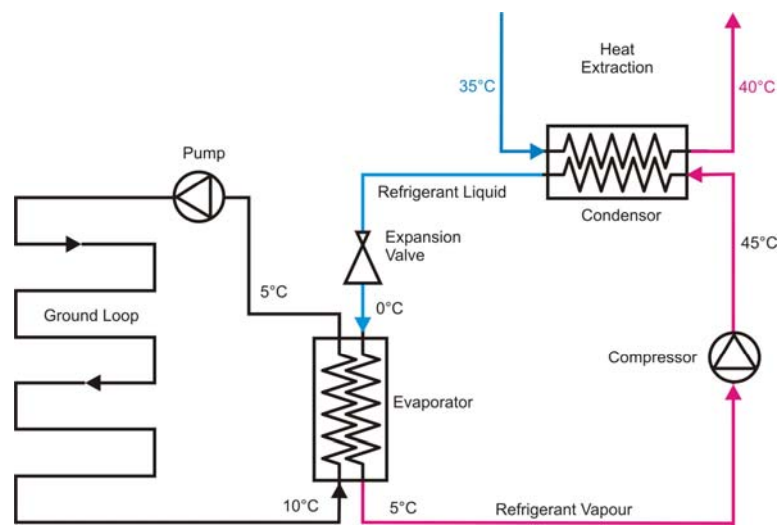 Heat
Extraction
35°C
40°C
Pump
Refrigerant Liquid
Condensor
Expansion
Valve
45°C
5°C
0°C
Ground Loop
Compressor
Evaporator
10°C
5°C
Refrigerant Vapour